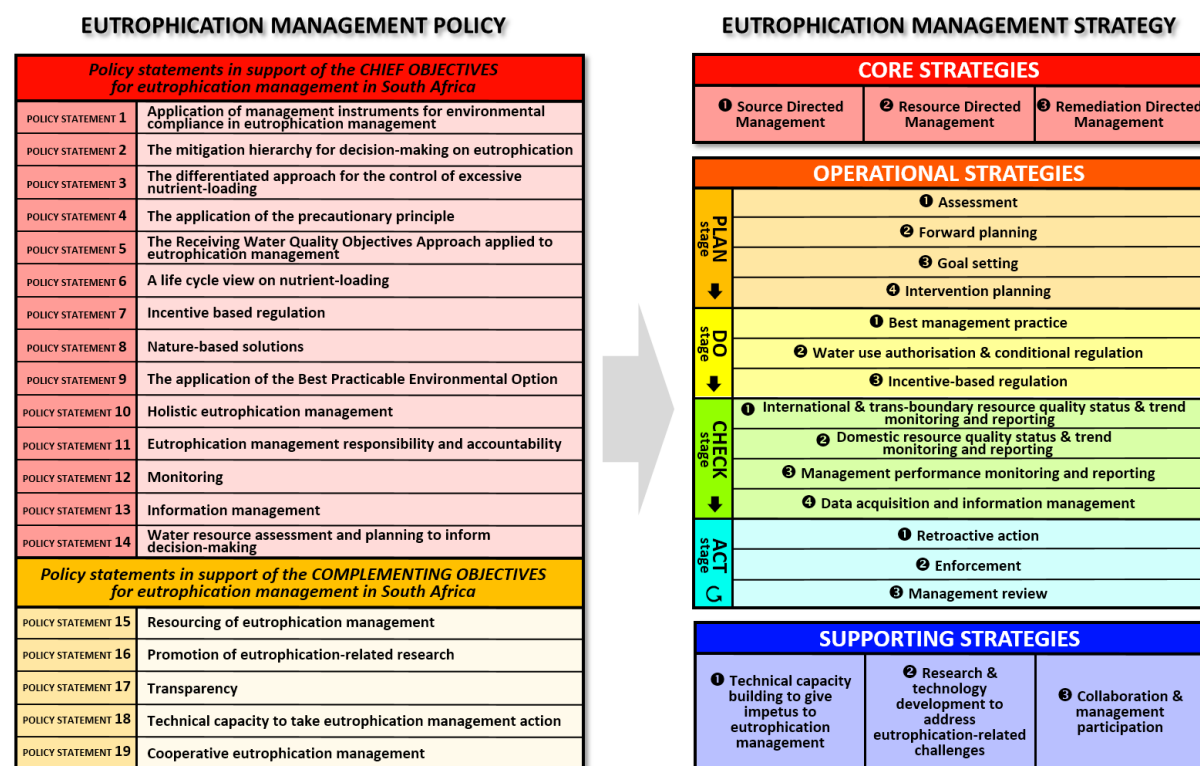 EUTROPHICATION MANAGEMENT POLICY
Policy statements in support of the CHIEF OBJECTIVES
for eutrophication management in South Africa
POLICY STATEMENT 1
Application of management instruments for environmental
compliance in eutrophication management
POLICY STATEMENT 2
The mitigation hierarchy for decision-making on eutrophication
POLICY STATEMENT 3
The differentiated approach for the control of excessive
nutrient-loading
POLICY STATEMENT 4
The application of the precautionary principle
POLICY STATEMENT 5
The Receiving Water Quality Objectives Approach applied to
eutrophication management
POLICY STATEMENT 6
A life cycle view on nutrient-loading
POLICY STATEMENT 7
Incentive based regulation
POLICY STATEMENT 8
Nature-based solutions
POLICY STATEMENT 9
The application of the Best Practicable Environmental Option
POLICY STATEMENT 10
Holistic eutrophication management
POLICY STATEMENT 11
Eutrophication management responsibility and accountability
POLICY STATEMENT 12
Monitoring
POLICY STATEMENT 13
Information management
POLICY STATEMENT 14
Water resource assessment and planning to inform
decision-making
Policy statements in support of the COMPLEMENTING OBJECTIVES
for eutrophication management in South Africa
POLICY STATEMENT 15
Resourcing of eutrophication management
POLICY STATEMENT 16
Promotion of eutrophication-related research
POLICY STATEMENT 17
Transparency
POLICY STATEMENT 18
Technical capacity to take eutrophication management action
POLICY STATEMENT 19
Cooperative eutrophication management
EUTROPHICATION MANAGEMENT STRATEGY
CORE STRATEGIES
❶ Source Directed
Management
❷ Resource Directed
Management
❸ Remediation Directed
Management
OPERATIONAL STRATEGIES
PLAN
stage
❶ Assessment
❷ Forward planning
❸ Goal setting
❹ Intervention planning
DO
stage
❶ Best management practice
❷ Water use authorisation & conditional regulation
❸ Incentive-based regulation
CHECK
stage
❶ International & trans-boundary resource quality status & trend
monitoring and reporting
❷ Domestic resource quality status & trend
monitoring and reporting
❸ Management performance monitoring and reporting
❹ Data acquisition and information management
ACT
stage
❶ Retroactive action
❷ Enforcement
❸ Management review
SUPPORTING STRATEGIES
❶ Technical capacity
building to give
impetus to
eutrophication
management
❷ Research &
technology
development to
address
eutrophication-related
challenges
❸ Collaboration &
management
participation